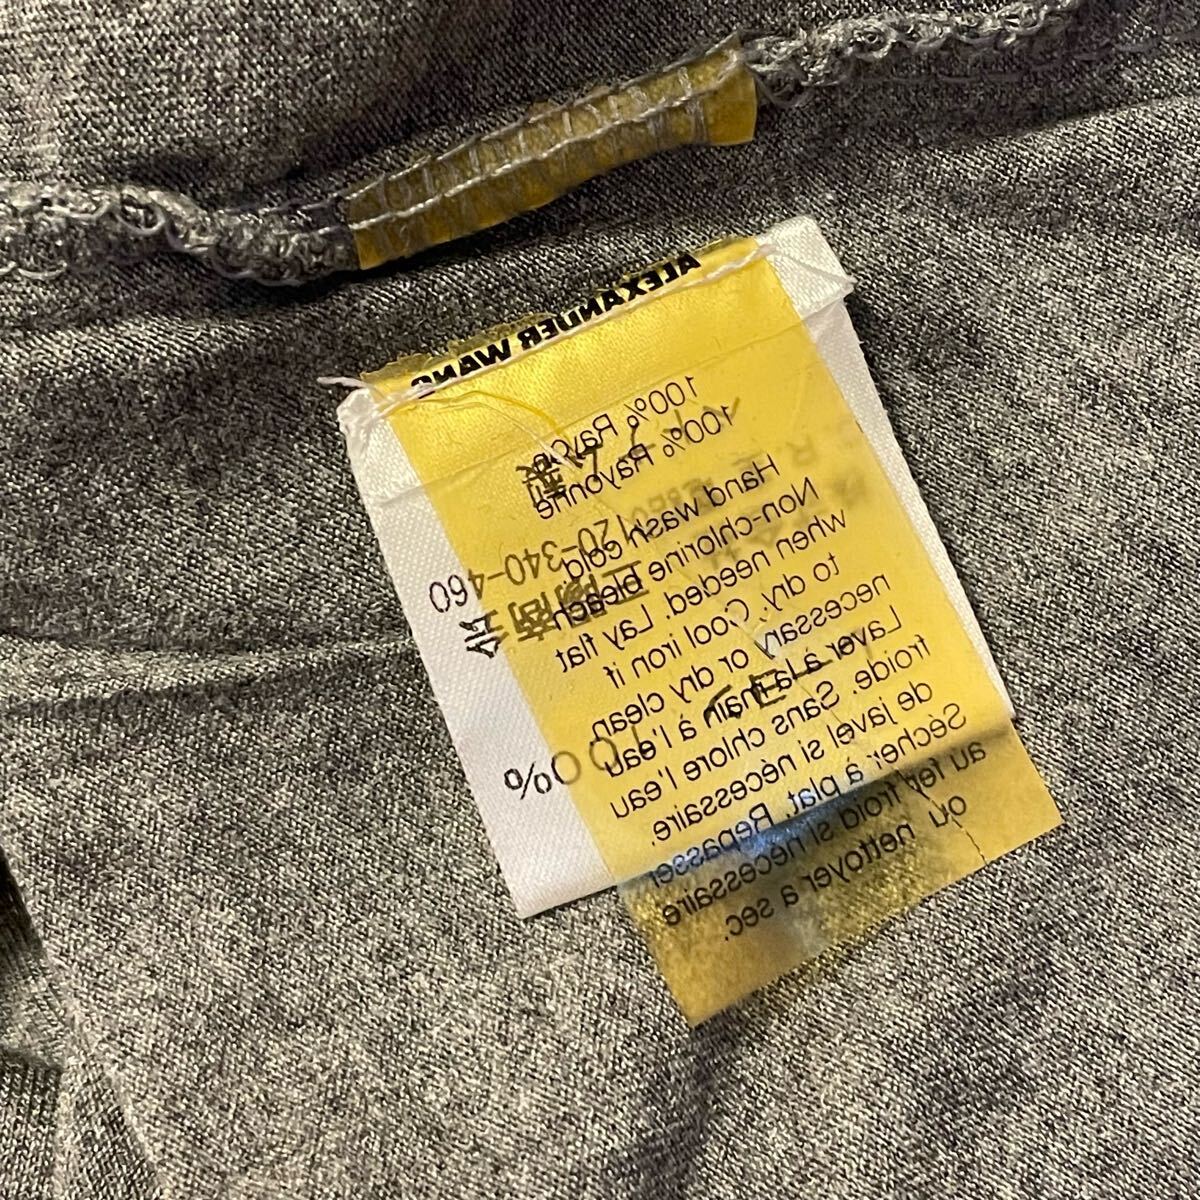 ALEXANDER WANG
100% Rayon
100% Rayonne
Hand wash cold.
Non-chlorine bleach
when needed. Lay flat
to dry. Cool iron if
necessary or dry clean
Laver à la main à l'eau
froide. Sans chlore l'eau
de javel si nécessaire.
Sécher à plat. Repasser
au fer froid si nécessaire
ou nettoyer a sec.
120-340-460
100%